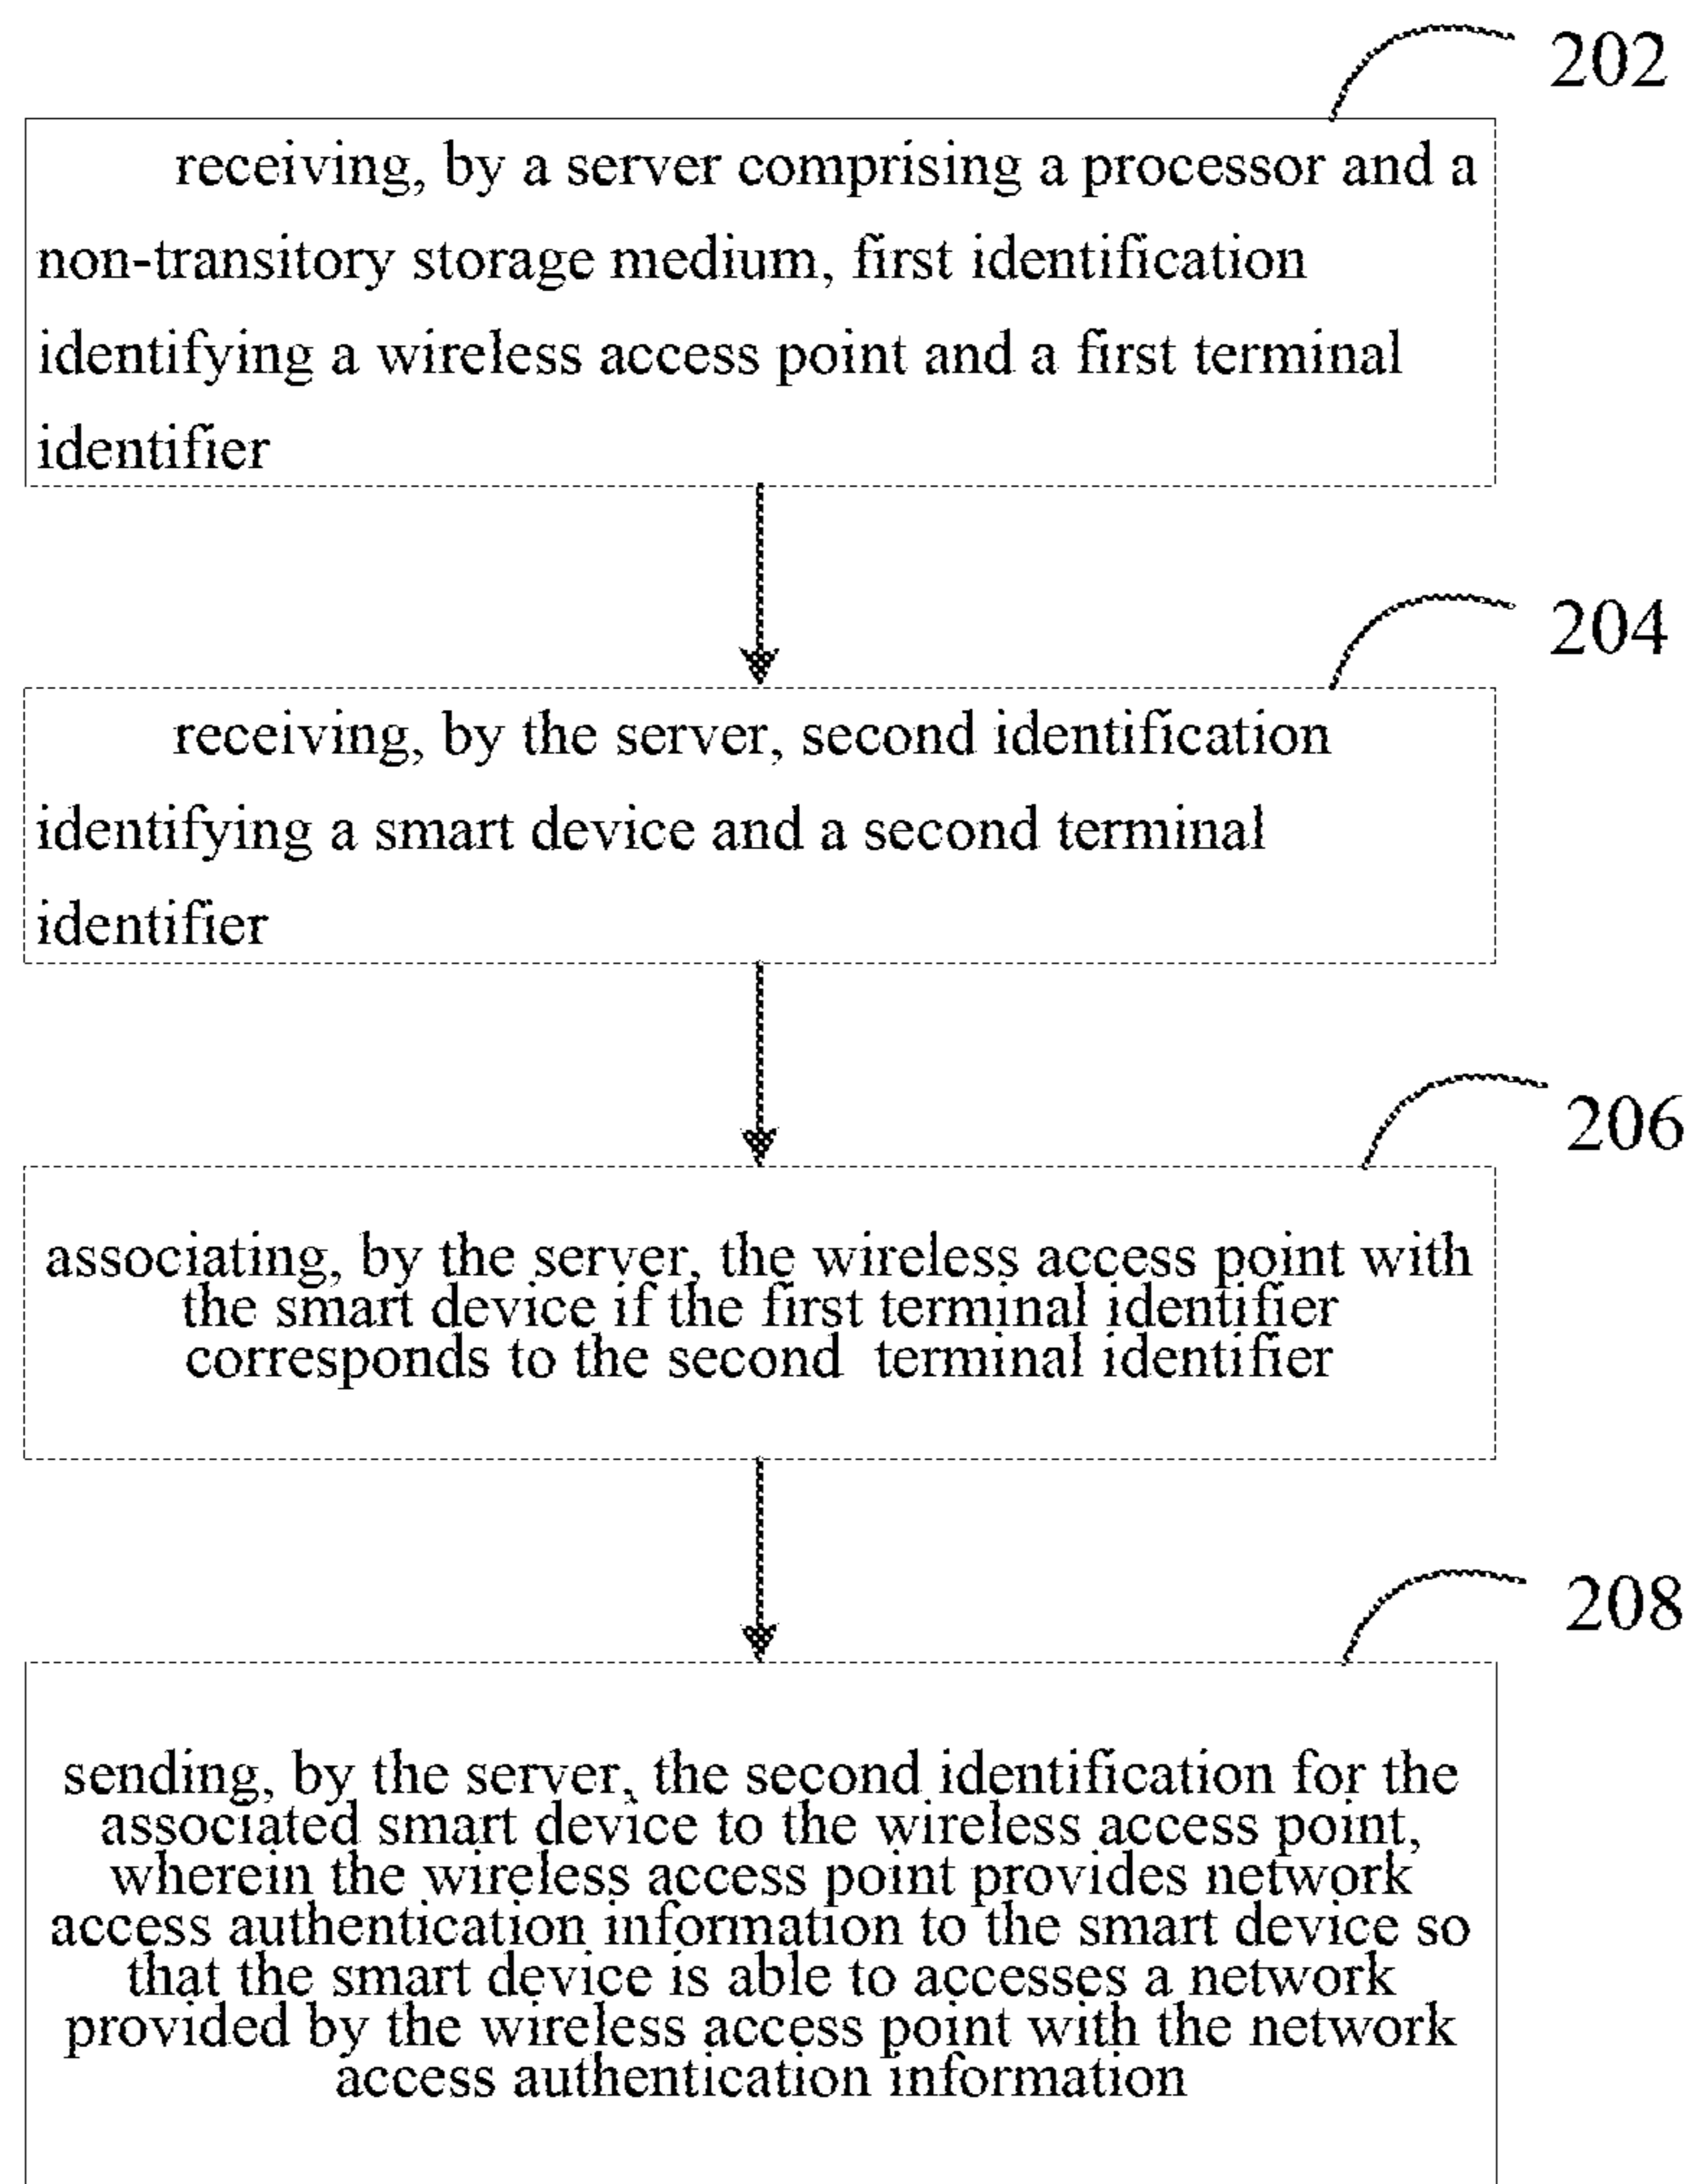 202
receiving, by a server comprising a processor and a
non-transitory storage medium, first identification
identifying a wireless access point and a first terminal
identifier
204
receiving, by the server, second identification
identifying a smart device and a second terminal
identifier
206
associating, by the server, the wireless access point with
the smart device if the first terminal identifier
corresponds to the second terminal identifier
208
sending, by the server, the second identification for the
associated smart device to the wireless access point,
wherein the wireless access point provides network
access authentication information to the smart device so
that the smart device is able to accesses a network
provided by the wireless access point with the network
access authentication information